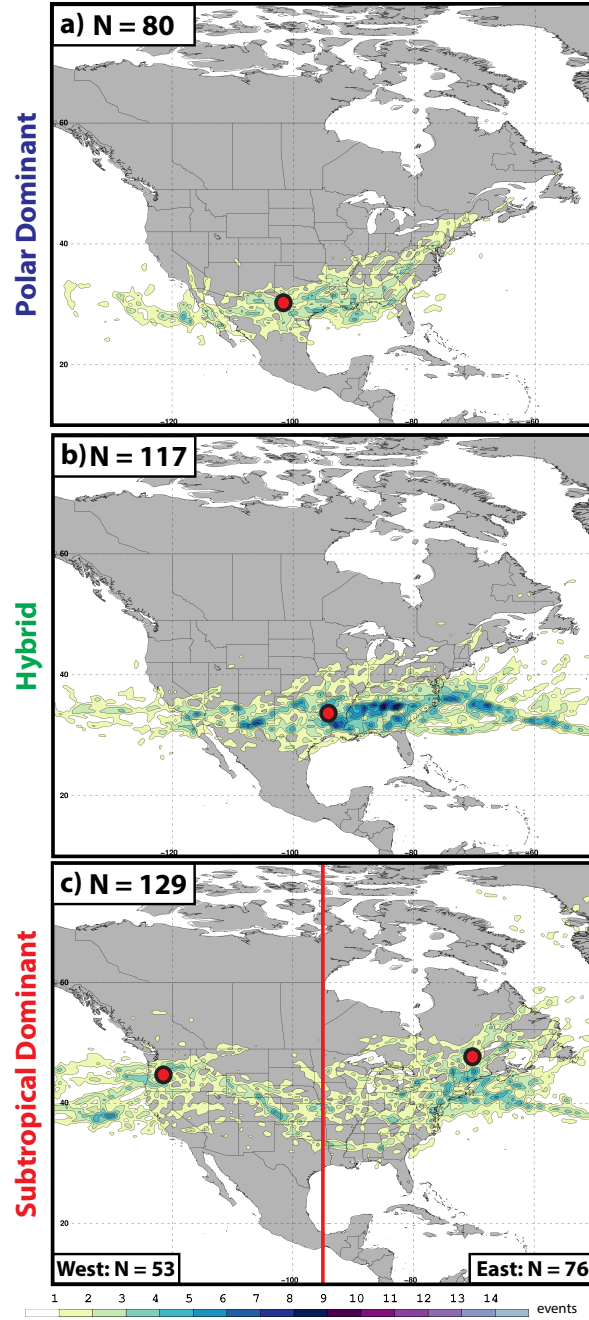 a) N = 80
Polar Dominant
60
40
20
−120
−100
−80
−60
b) N = 117
Hybrid
60
40
20
−120
−100
−80
−60
c) N = 129
Subtropical Dominant
60
40
20
−100
West: N = 53
East: N = 76
1 2 3 4 5 6 7 8 9 10 11 12 13 14 events